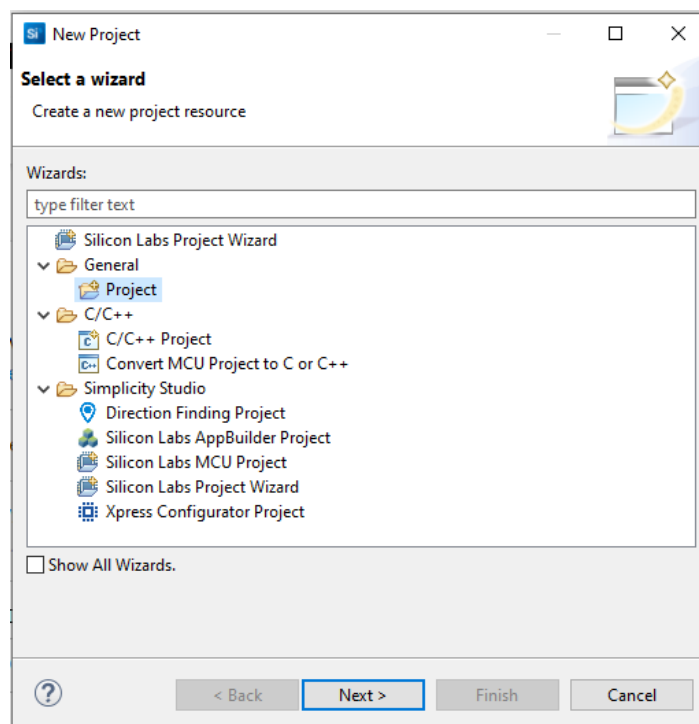 Si New Project
Select a wizard
Create a new project resource
Wizards:
type filter text
Silicon Labs Project Wizard
General
Project
C/C++
C/C++ Project
Convert MCU Project to C or C++
Simplicity Studio
Direction Finding Project
Silicon Labs AppBuilder Project
Silicon Labs MCU Project
Silicon Labs Project Wizard
Xpress Configurator Project
Show All Wizards.
? < Back Next > Finish Cancel